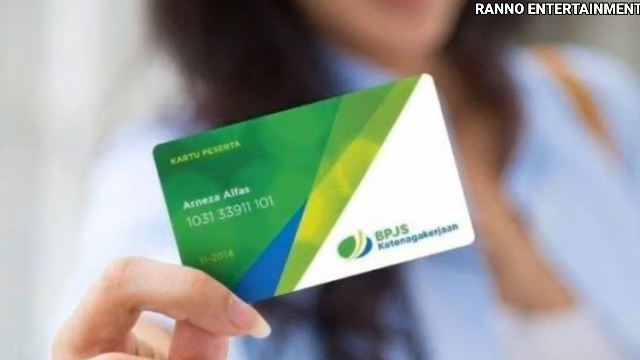 RANNO ENTERTAINMENT
KARTU PESERTA
Arneza Alfas
1031 33911 101
11-2014
BPJS
Ketenagakerjaan